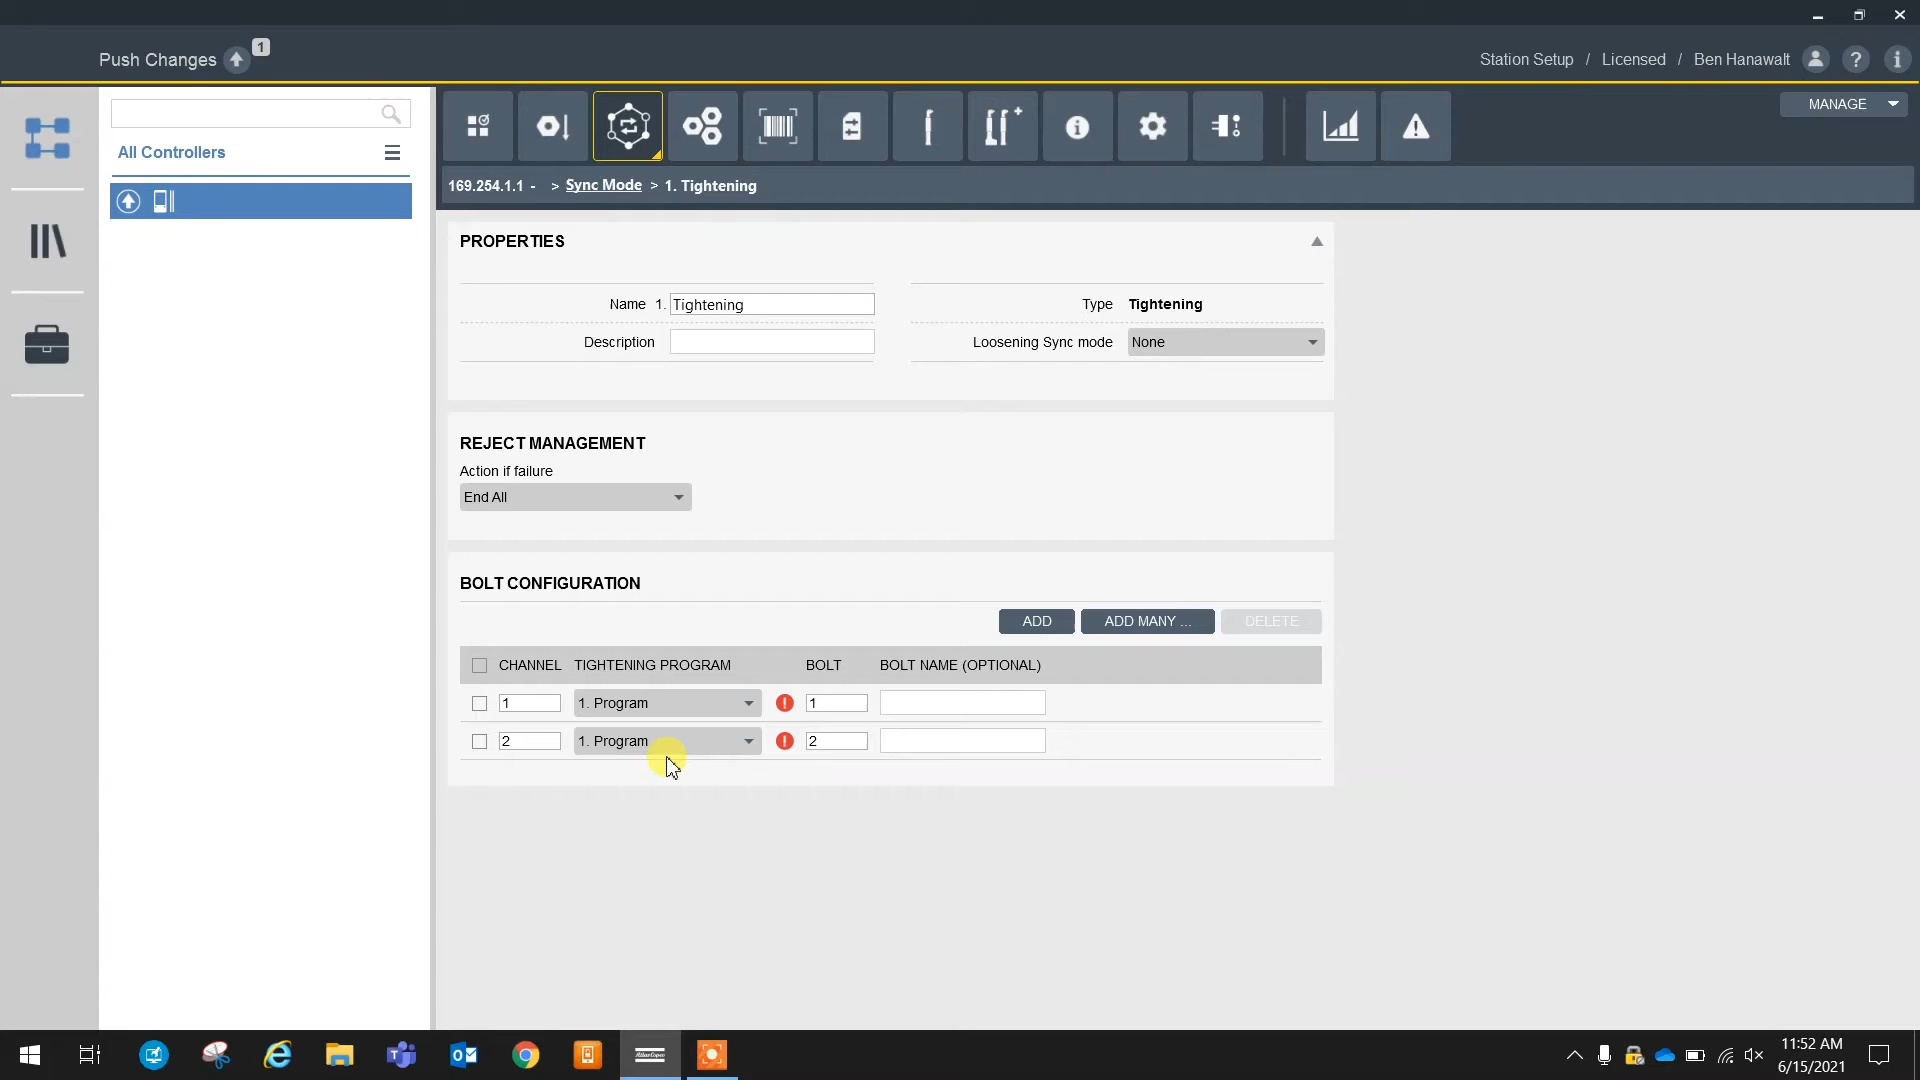 Push Changes 1
Station Setup / Licensed / Ben Hanawalt ? i
MANAGE
All Controllers
169.254.1.1 - > Sync Mode > 1. Tightening
PROPERTIES
Name 1. Tightening
Type Tightening
Description
Loosening Sync mode None
REJECT MANAGEMENT
Action if failure
End All
BOLT CONFIGURATION
ADD ADD MANY ... DELETE
CHANNEL TIGHTENING PROGRAM BOLT BOLT NAME (OPTIONAL)
1 1. Program ! 1
2 1. Program ! 2
11:52 AM
6/15/2021